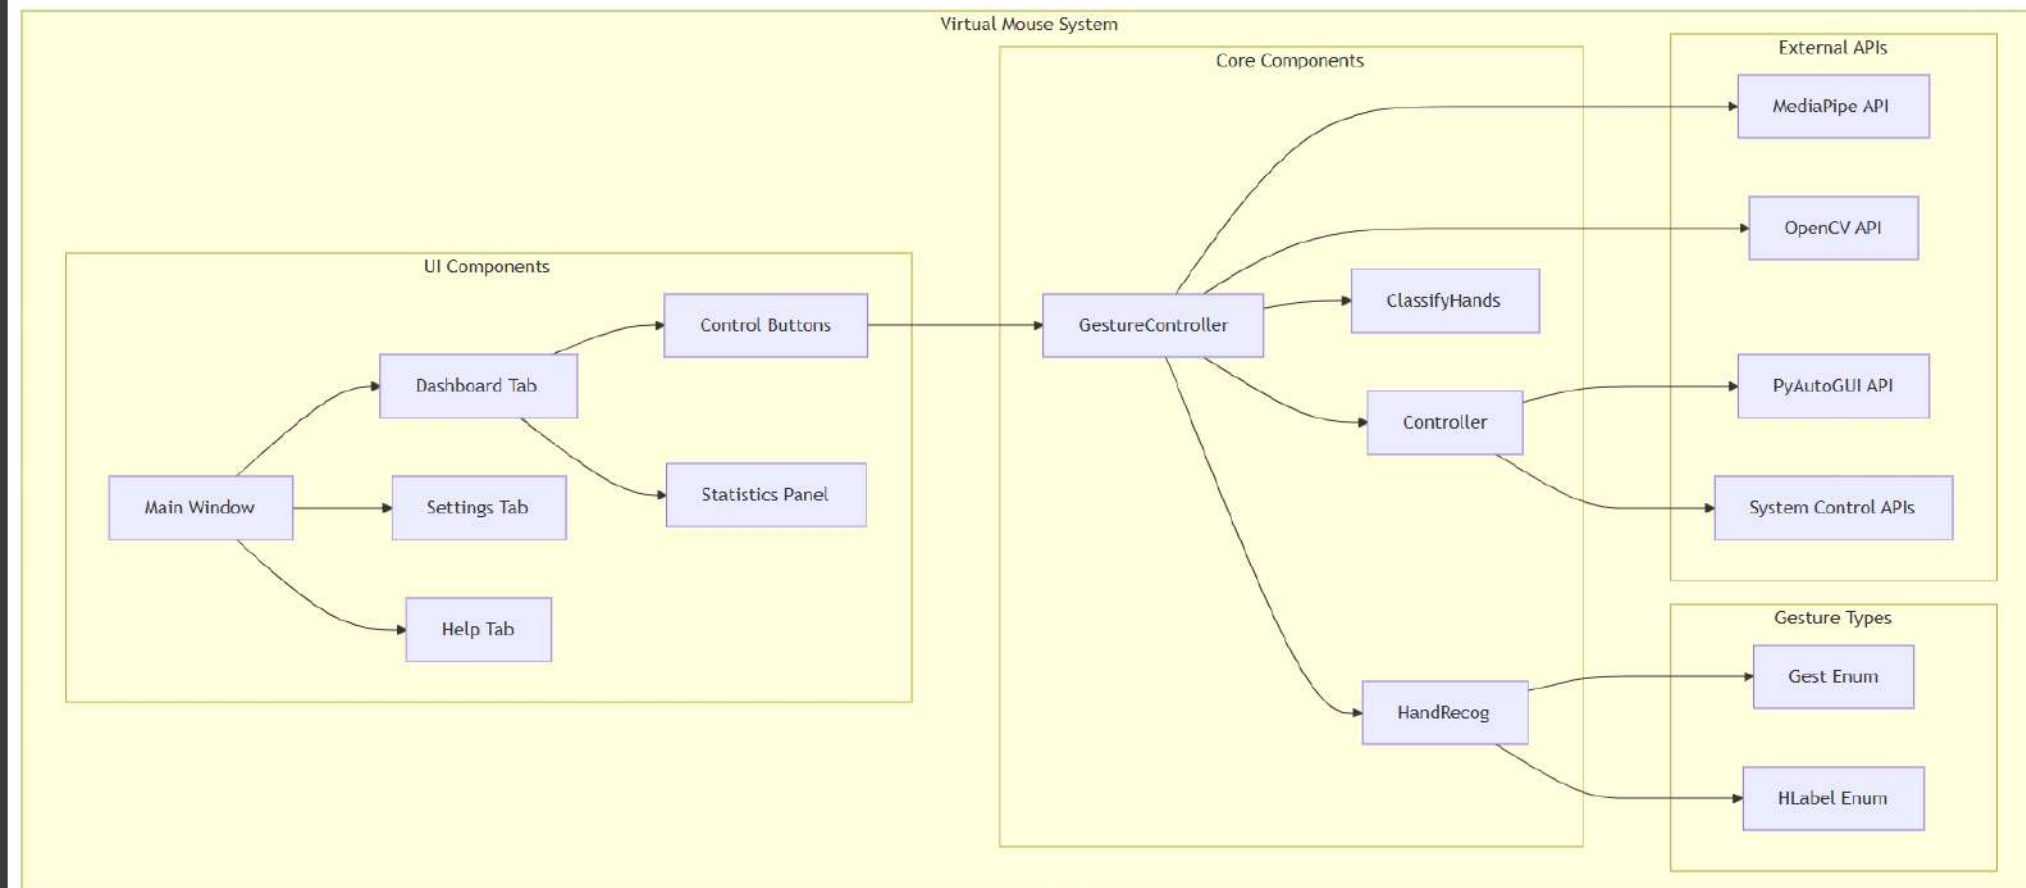 Virtual Mouse System
UI Components
Main Window
Dashboard Tab
Settings Tab
Help Tab
Control Buttons
Statistics Panel
Core Components
GestureController
ClassifyHands
Controller
HandRecog
External APIs
MediaPipe API
OpenCV API
PyAutoGUI API
System Control APIs
Gesture Types
Gest Enum
HLabel Enum